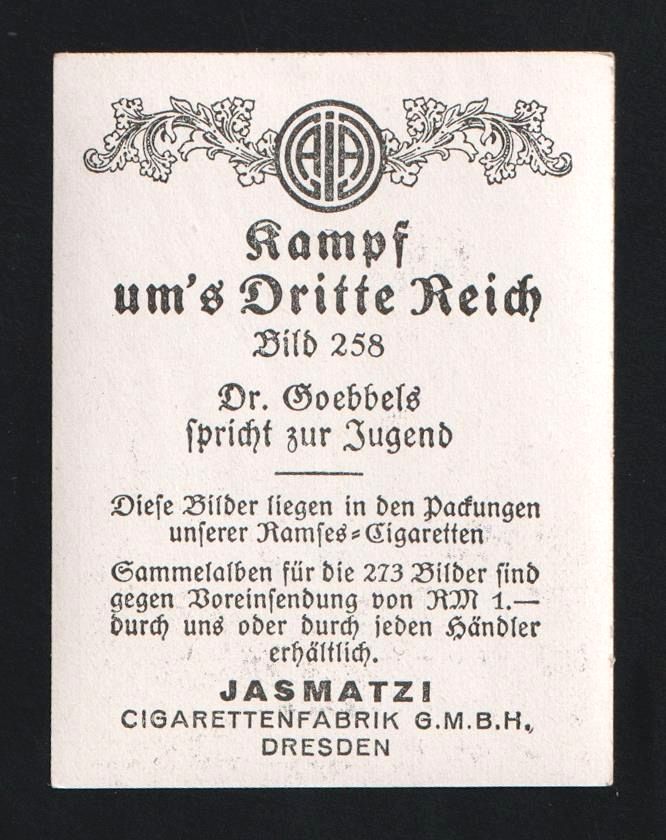 Kampf
um's Dritte Reich
Bild 258
Dr. Goebbels
spricht zur Jugend
Diese Bilder liegen in den Packungen
unserer Ramses=Cigaretten
Sammelalben für die 273 Bilder sind
gegen Voreinsendung von RM 1.—
durch uns oder durch jeden Händler
erhältlich.
JASMATZI
CIGARETTENFABRIK G.M.B.H.,
DRESDEN